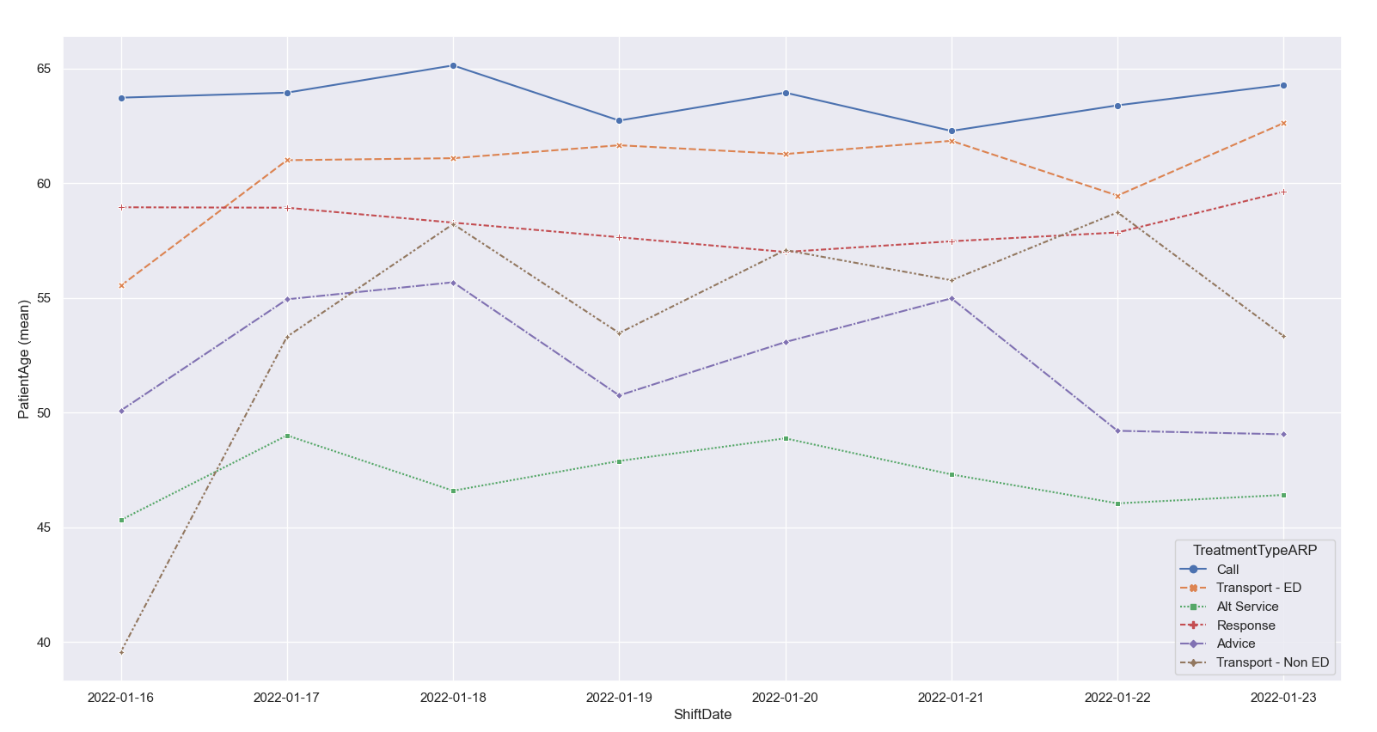 65
60
55
50
45
40
PatientAge (mean)
2022-01-16 2022-01-17 2022-01-18 2022-01-19 2022-01-20 2022-01-21 2022-01-22 2022-01-23
ShiftDate
TreatmentTypeARP
Call
Transport - ED
Alt Service
Response
Advice
Transport - Non ED